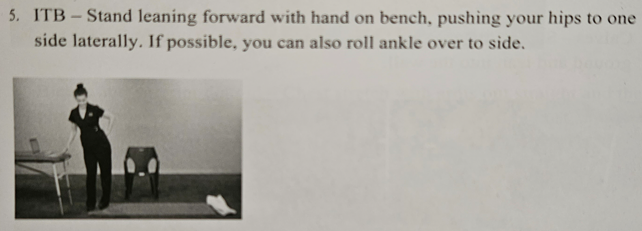 5. ITB – Stand leaning forward with hand on bench, pushing your hips to one
side laterally. If possible, you can also roll ankle over to side.